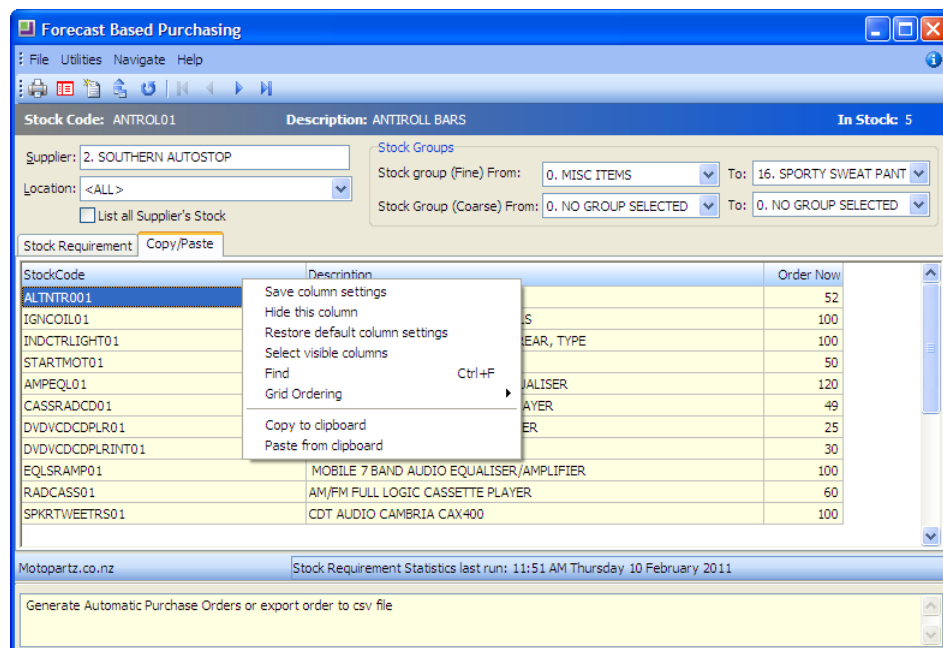 Forecast Based Purchasing
File Utilities Navigate Help
Stock Code: ANTROL01 Description: ANTIROLL BARS In Stock: 5
Supplier: 2. SOUTHERN AUTOSTOP
Location: <ALL>
List all Supplier's Stock
Stock Groups
Stock group (Fine) From: 0. MISC ITEMS To: 16. SPORTY SWEAT PANT
Stock Group (Coarse) From: 0. NO GROUP SELECTED To: 0. NO GROUP SELECTED
Stock Requirement Copy/Paste
StockCode Description Order Now
ALTNTR001 52
IGNCOIL01 LS 100
INDCTRLIGHT01 REAR, TYPE 100
STARTMOT01 50
AMPEQL01 UALISER 120
CASSRADCD01 AYER 49
DVDVCDCDPLR01 ER 25
DVDVCDCDPLRINT01 30
EQLSRAMP01 MOBILE 7 BAND AUDIO EQUALISER/AMPLIFIER 100
RADCASS01 AM/FM FULL LOGIC CASSETTE PLAYER 60
SPKRTWEETRS01 CDT AUDIO CAMBRIA CAX400 100
Save column settings
Hide this column
Restore default column settings
Select visible columns
Find Ctrl+F
Grid Ordering
Copy to clipboard
Paste from clipboard
Motopartz.co.nz Stock Requirement Statistics last run: 11:51 AM Thursday 10 February 2011
Generate Automatic Purchase Orders or export order to csv file